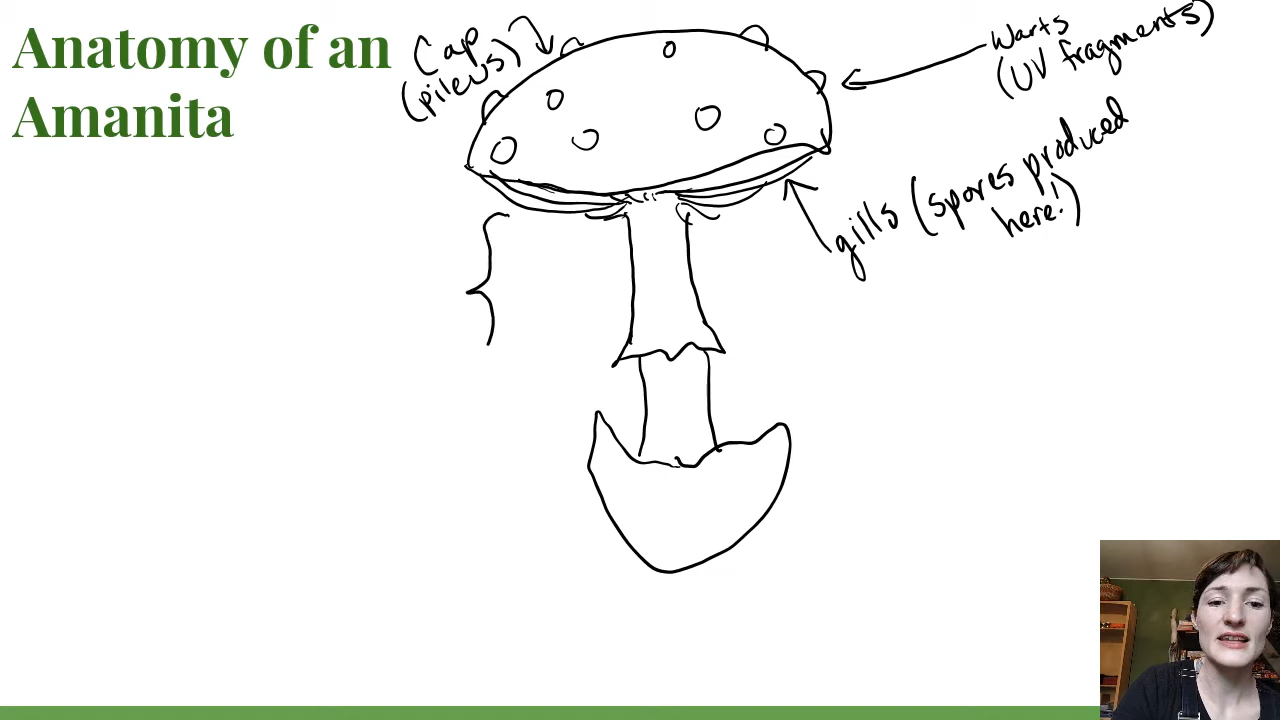 Anatomy of an
Amanita
Cap
(pileus)
Warts
(UV fragments)
gills (spores produced
here!)